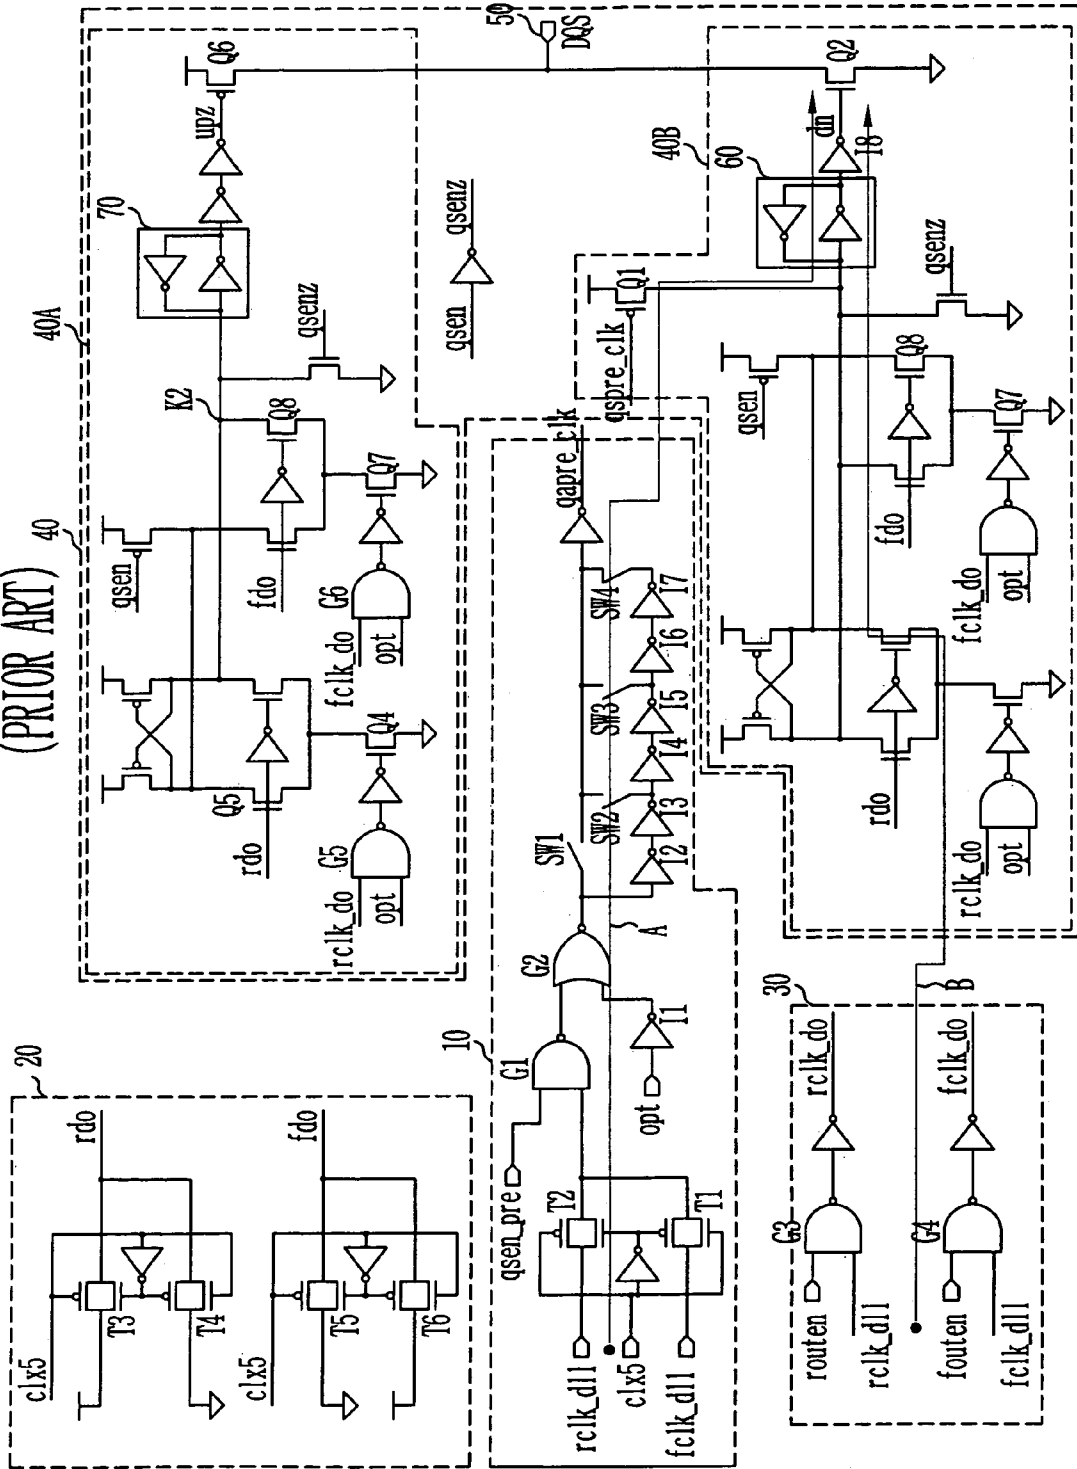 (PRIOR ART)
20
clx5
T3
T4
rdo
clx5
T5
T6
fdo
40
40A
qsen
K2
70
upz
Q6
Q5
rdo
fdo
Q8
qsenz
G5
rclk_do
opt
Q4
G6
fclk_do
opt
Q7
50
DQS
qsen
qsenz
10
qsen_pre
G1
G2
T2
T1
rclk_dll
clx5
fclk_dll
opt
I1
A
SW1
SW2
SW3
SW4
I2
I3
I4
I5
I6
I7
qapre_clk
qspre_clk
Q1
40B
60
dn
Q2
I8
qsen
qsenz
rdo
fdo
Q8
rclk_do
opt
fclk_do
opt
Q7
30
routen
rclk_dll
G3
rclk_do
B
fouten
fclk_dll
G4
fclk_do